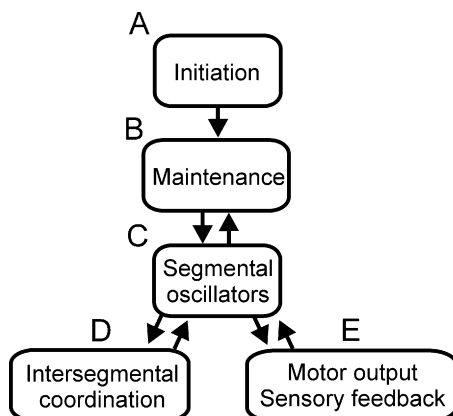 A
Initiation
B
Maintenance
C
Segmental
oscillators
D
Intersegmental
coordination
E
Motor output
Sensory feedback